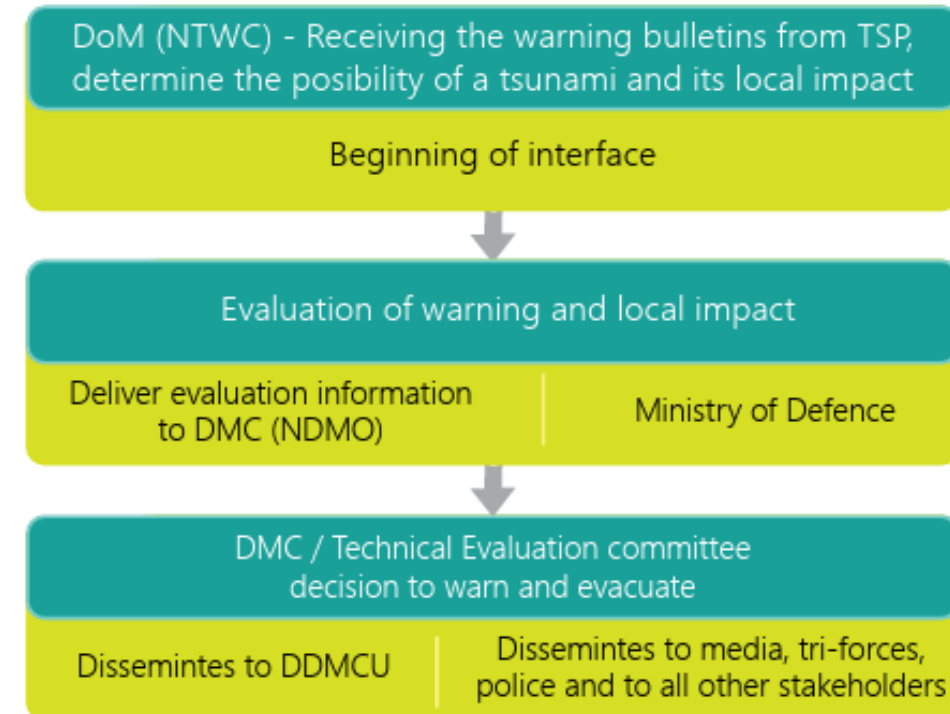 DoM (NTWC) - Receiving the warning bulletins from TSP,
determine the posibility of a tsunami and its local impact
Beginning of interface
Evaluation of warning and local impact
Deliver evaluation information
to DMC (NDMO)
Ministry of Defence
DMC / Technical Evaluation committee
decision to warn and evacuate
Dissemintes to DDMCU
Dissemintes to media, tri-forces,
police and to all other stakeholders